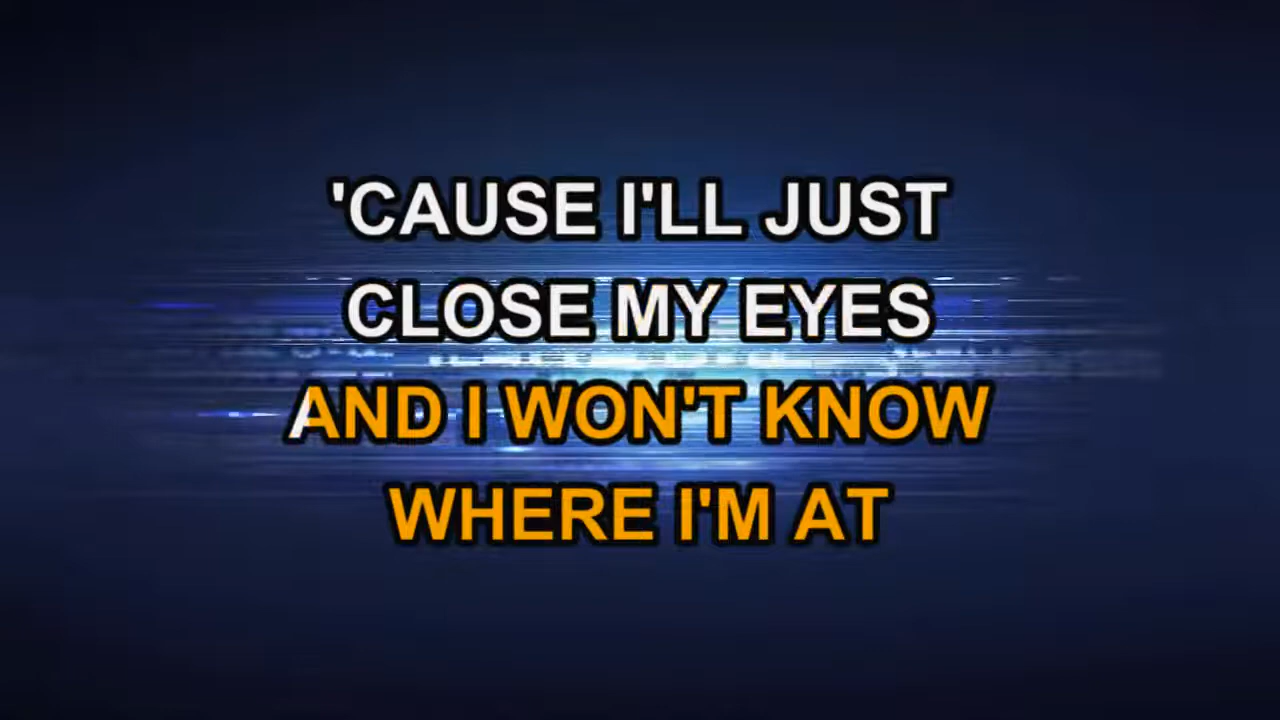 'CAUSE I'LL JUST
CLOSE MY EYES
AND I WON'T KNOW
WHERE I'M AT